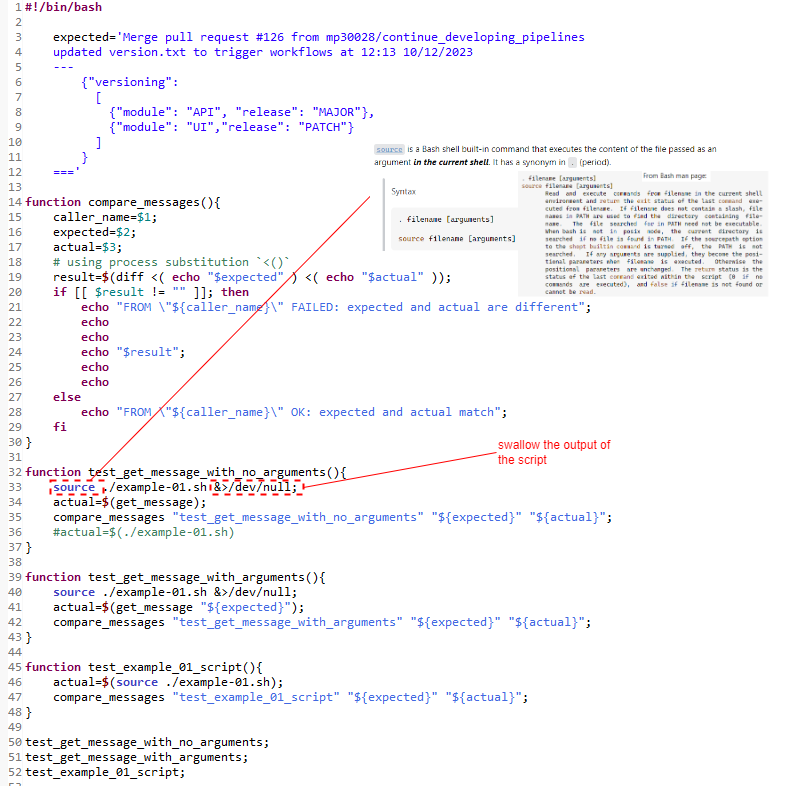 1 #!/bin/bash
2
3 expected='Merge pull request #126 from mp30028/continue_developing_pipelines
4 updated version.txt to trigger workflows at 12:13 10/12/2023
5 ---
6 {"versioning":
7 [
8 {"module": "API", "release": "MAJOR"},
9 {"module": "UI","release": "PATCH"}
10 ]
11 }
12 ==='
13
14 function compare_messages(){
15 caller_name=$1;
16 expected=$2;
17 actual=$3;
18 # using process substitution `<()`
19 result=$(diff <( echo "$expected" ) <( echo "$actual" ));
20 if [[ $result != "" ]]; then
21 echo "FROM \"${caller_name}\" FAILED: expected and actual are different";
22 echo
23 echo
24 echo "$result";
25 echo
26 echo
27 else
28 echo "FROM \"${caller_name}\" OK: expected and actual match";
29 fi
30 }
31
32 function test_get_message_with_no_arguments(){
33 source ./example-01.sh &>/dev/null;
34 actual=$(get_message);
35 compare_messages "test_get_message_with_no_arguments" "${expected}" "${actual}";
36 #actual=$(./example-01.sh)
37 }
38
39 function test_get_message_with_arguments(){
40 source ./example-01.sh &>/dev/null;
41 actual=$(get_message "${expected}");
42 compare_messages "test_get_message_with_arguments" "${expected}" "${actual}";
43 }
44
45 function test_example_01_script(){
46 actual=$(source ./example-01.sh);
47 compare_messages "test_example_01_script" "${expected}" "${actual}";
48 }
49
50 test_get_message_with_no_arguments;
51 test_get_message_with_arguments;
52 test_example_01_script;
source is a Bash shell built-in command that executes the content of the file passed as an
argument in the current shell. It has a synonym in . (period).
Syntax
. filename [arguments]
source filename [arguments]
From Bash man page:
. filename [arguments]
source filename [arguments]
Read and execute commands from filename in the current shell
environment and return the exit status of the last command exe-
cuted from filename. If filename does not contain a slash, file
names in PATH are used to find the directory containing file-
name. The file searched for in PATH need not be executable.
When bash is not in posix mode, the current directory is
searched if no file is found in PATH. If the sourcepath option
to the shopt builtin command is turned off, the PATH is not
searched. If any arguments are supplied, they become the posi-
tional parameters when filename is executed. Otherwise the
positional parameters are unchanged. The return status is the
status of the last command exited within the script (0 if no
commands are executed), and false if filename is not found or
cannot be read.
swallow the output of
the script